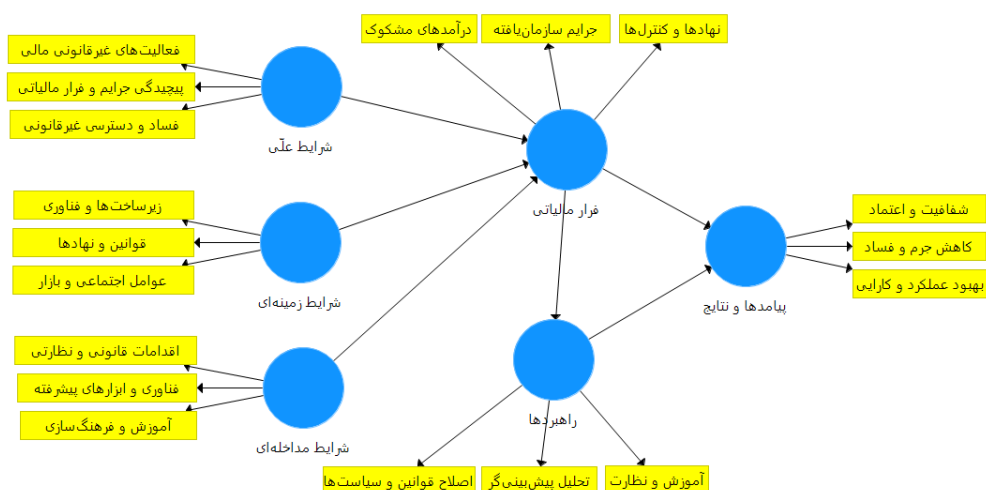 نهادها و کنترل‌ها
جرایم سازمان‌یافته
درآمدهای مشکوک
فعالیت‌های غیرقانونی مالی
پیچیدگی جرایم و فرار مالیاتی
فساد و دسترسی غیرقانونی
شرایط علّی
زیرساخت‌ها و فناوری
قوانین و نهادها
عوامل اجتماعی و بازار
شرایط زمینه‌ای
اقدامات قانونی و نظارتی
فناوری و ابزارهای پیشرفته
آموزش و فرهنگ‌سازی
شرایط مداخله‌ای
فرار مالیاتی
شفافیت و اعتماد
کاهش جرم و فساد
بهبود عملکرد و کارایی
پیامدها و نتایج
راهبردها
آموزش و نظارت
تحلیل پیش‌بینی‌گر
اصلاح قوانین و سیاست‌ها